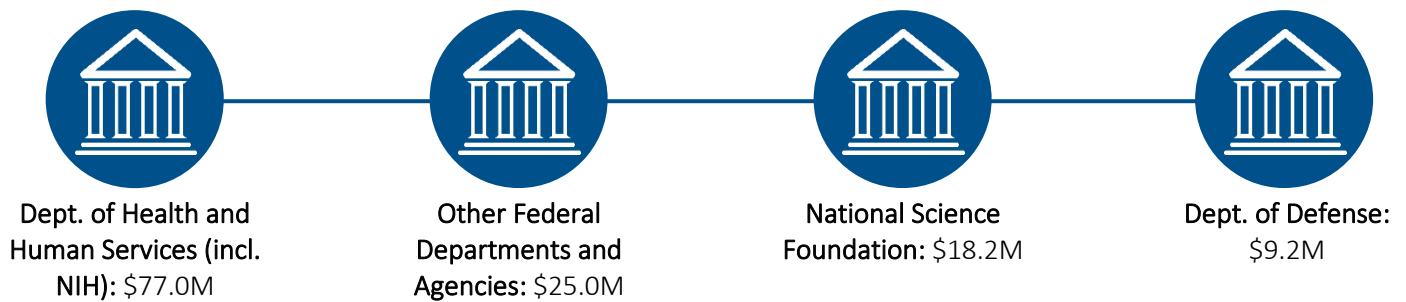 Dept. of Health and
Human Services (incl.
NIH): $77.0M
Other Federal
Departments and
Agencies: $25.0M
National Science
Foundation: $18.2M
Dept. of Defense:
$9.2M